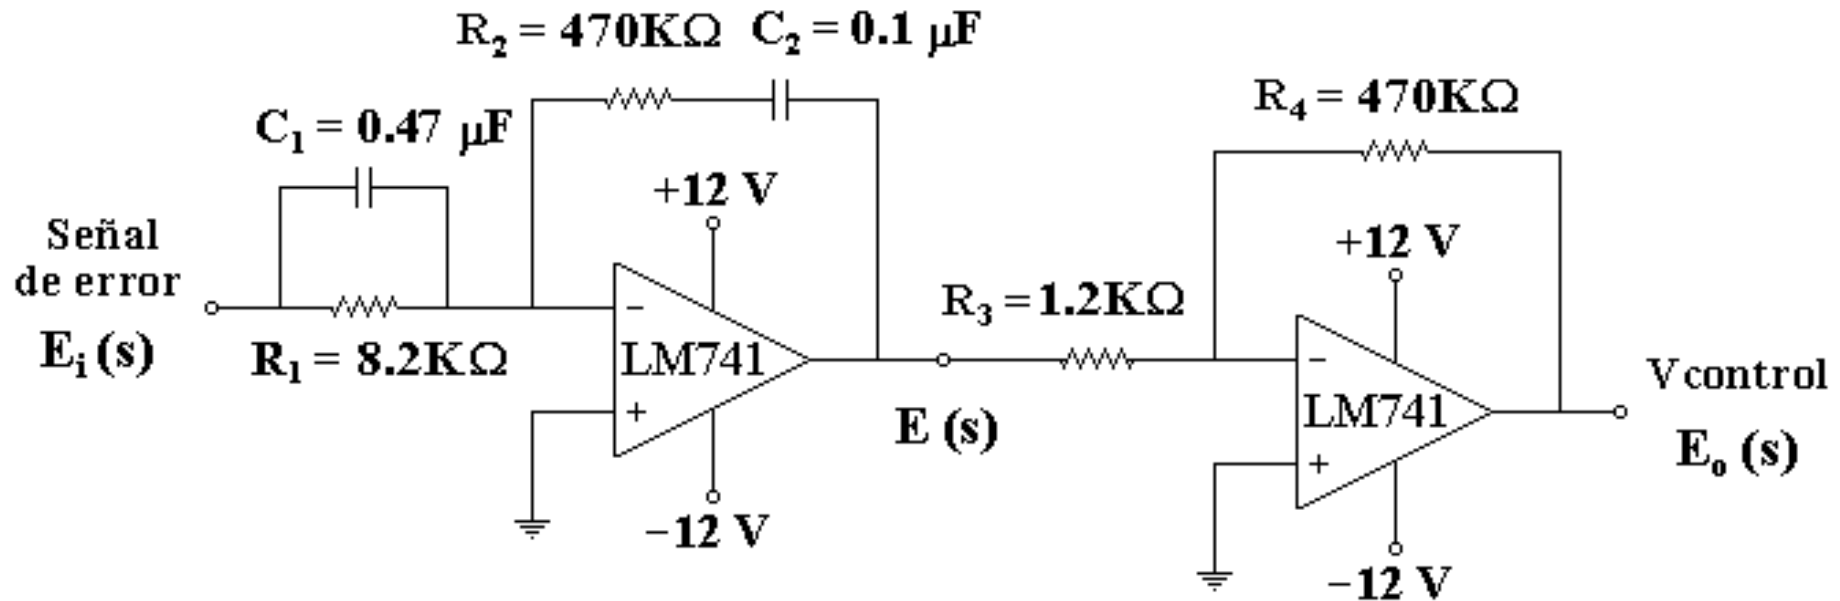 R₂ = 470KΩ C₂ = 0.1 μF
C₁ = 0.47 μF
R₄ = 470KΩ
+12 V
Señal
de error
Eᵢ (s)
R₁ = 8.2KΩ
−
LM741
+
−12 V
E (s)
R₃ = 1.2KΩ
+12 V
−
LM741
+
−12 V
Vcontrol
Eₒ (s)